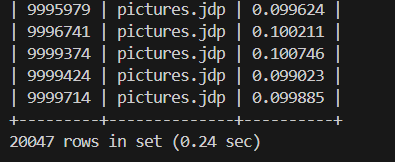 | 9995979 | pictures.jdp | 0.099624 |
| 9996741 | pictures.jdp | 0.100211 |
| 9999374 | pictures.jdp | 0.100746 |
| 9999424 | pictures.jdp | 0.099023 |
| 9999714 | pictures.jdp | 0.099885 |
+---------+--------------+----------+
20047 rows in set (0.24 sec)